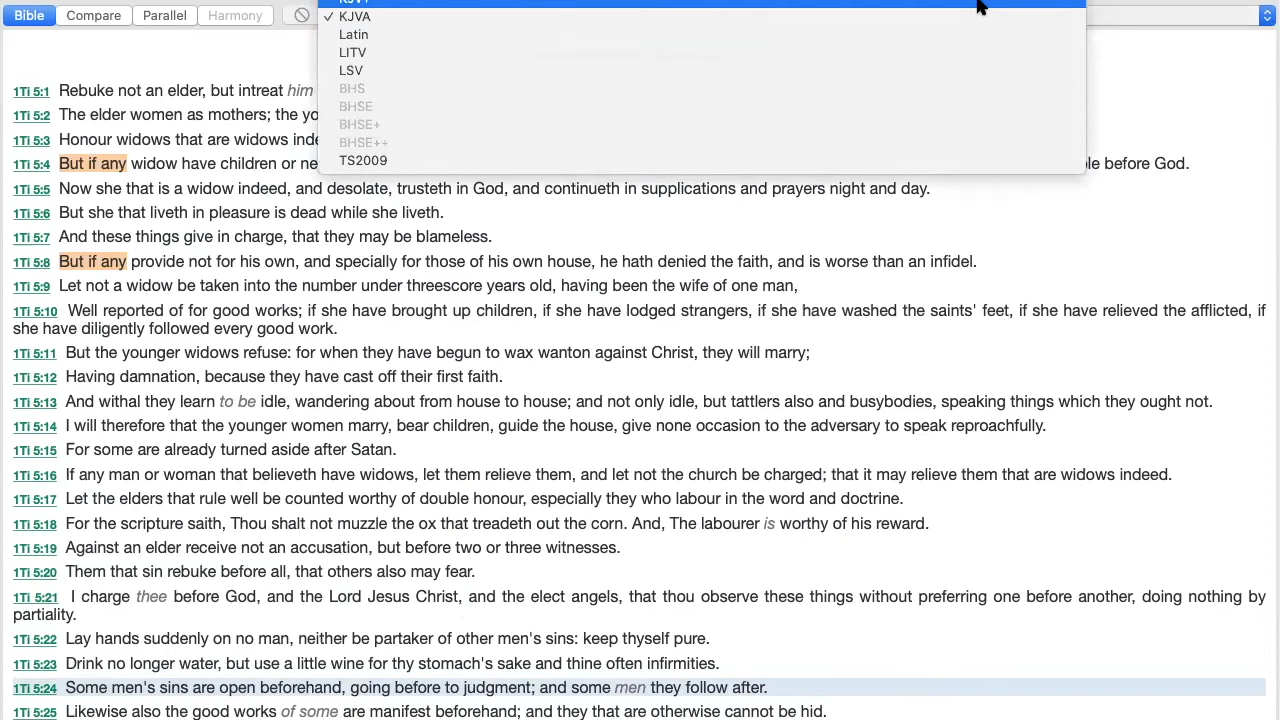 Bible Compare Parallel Harmony
KJV+
✓ KJVA
Latin
LITV
LSV
BHS
BHSE
BHSE+
BHSE++
TS2009
1Ti 5:1 Rebuke not an elder, but intreat him
1Ti 5:2 The elder women as mothers; the yo
1Ti 5:3 Honour widows that are widows inde
1Ti 5:4 But if any widow have children or ne le before God.
1Ti 5:5 Now she that is a widow indeed, and desolate, trusteth in God, and continueth in supplications and prayers night and day.
1Ti 5:6 But she that liveth in pleasure is dead while she liveth.
1Ti 5:7 And these things give in charge, that they may be blameless.
1Ti 5:8 But if any provide not for his own, and specially for those of his own house, he hath denied the faith, and is worse than an infidel.
1Ti 5:9 Let not a widow be taken into the number under threescore years old, having been the wife of one man,
1Ti 5:10 Well reported of for good works; if she have brought up children, if she have lodged strangers, if she have washed the saints' feet, if she have relieved the afflicted, if
she have diligently followed every good work.
1Ti 5:11 But the younger widows refuse: for when they have begun to wax wanton against Christ, they will marry;
1Ti 5:12 Having damnation, because they have cast off their first faith.
1Ti 5:13 And withal they learn to be idle, wandering about from house to house; and not only idle, but tattlers also and busybodies, speaking things which they ought not.
1Ti 5:14 I will therefore that the younger women marry, bear children, guide the house, give none occasion to the adversary to speak reproachfully.
1Ti 5:15 For some are already turned aside after Satan.
1Ti 5:16 If any man or woman that believeth have widows, let them relieve them, and let not the church be charged; that it may relieve them that are widows indeed.
1Ti 5:17 Let the elders that rule well be counted worthy of double honour, especially they who labour in the word and doctrine.
1Ti 5:18 For the scripture saith, Thou shalt not muzzle the ox that treadeth out the corn. And, The labourer is worthy of his reward.
1Ti 5:19 Against an elder receive not an accusation, but before two or three witnesses.
1Ti 5:20 Them that sin rebuke before all, that others also may fear.
1Ti 5:21 I charge thee before God, and the Lord Jesus Christ, and the elect angels, that thou observe these things without preferring one before another, doing nothing by
partiality.
1Ti 5:22 Lay hands suddenly on no man, neither be partaker of other men's sins: keep thyself pure.
1Ti 5:23 Drink no longer water, but use a little wine for thy stomach's sake and thine often infirmities.
1Ti 5:24 Some men's sins are open beforehand, going before to judgment; and some men they follow after.
1Ti 5:25 Likewise also the good works of some are manifest beforehand; and they that are otherwise cannot be hid.